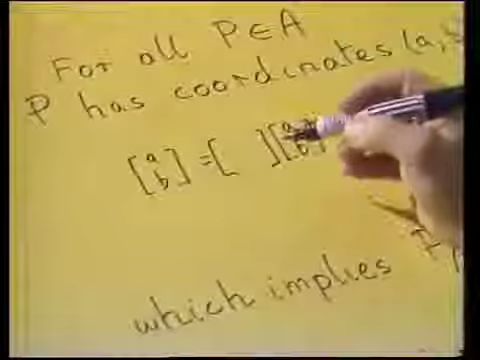 For all P∈A
P has coordinates (a,
[a b] = [ ][a b]
which implies